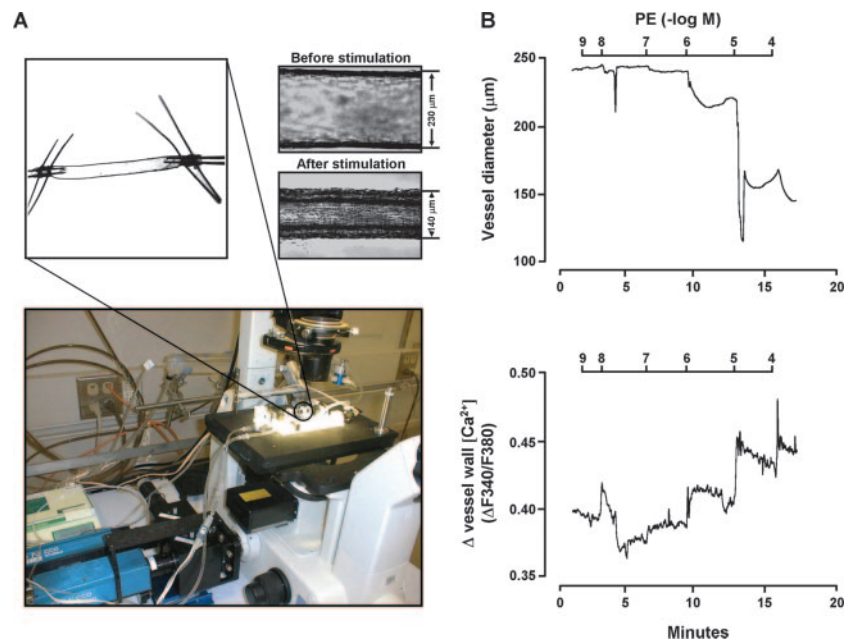 A
Before stimulation
230 µm
After stimulation
140 µm
B
PE (-log M)
9 8 7 6 5 4
Vessel diameter (µm)
250
200
150
100
0 5 10 15 20
9 8 7 6 5 4
Δ vessel wall [Ca²⁺]
(ΔF340/F380)
0.50
0.45
0.40
0.35
0 5 10 15 20
Minutes